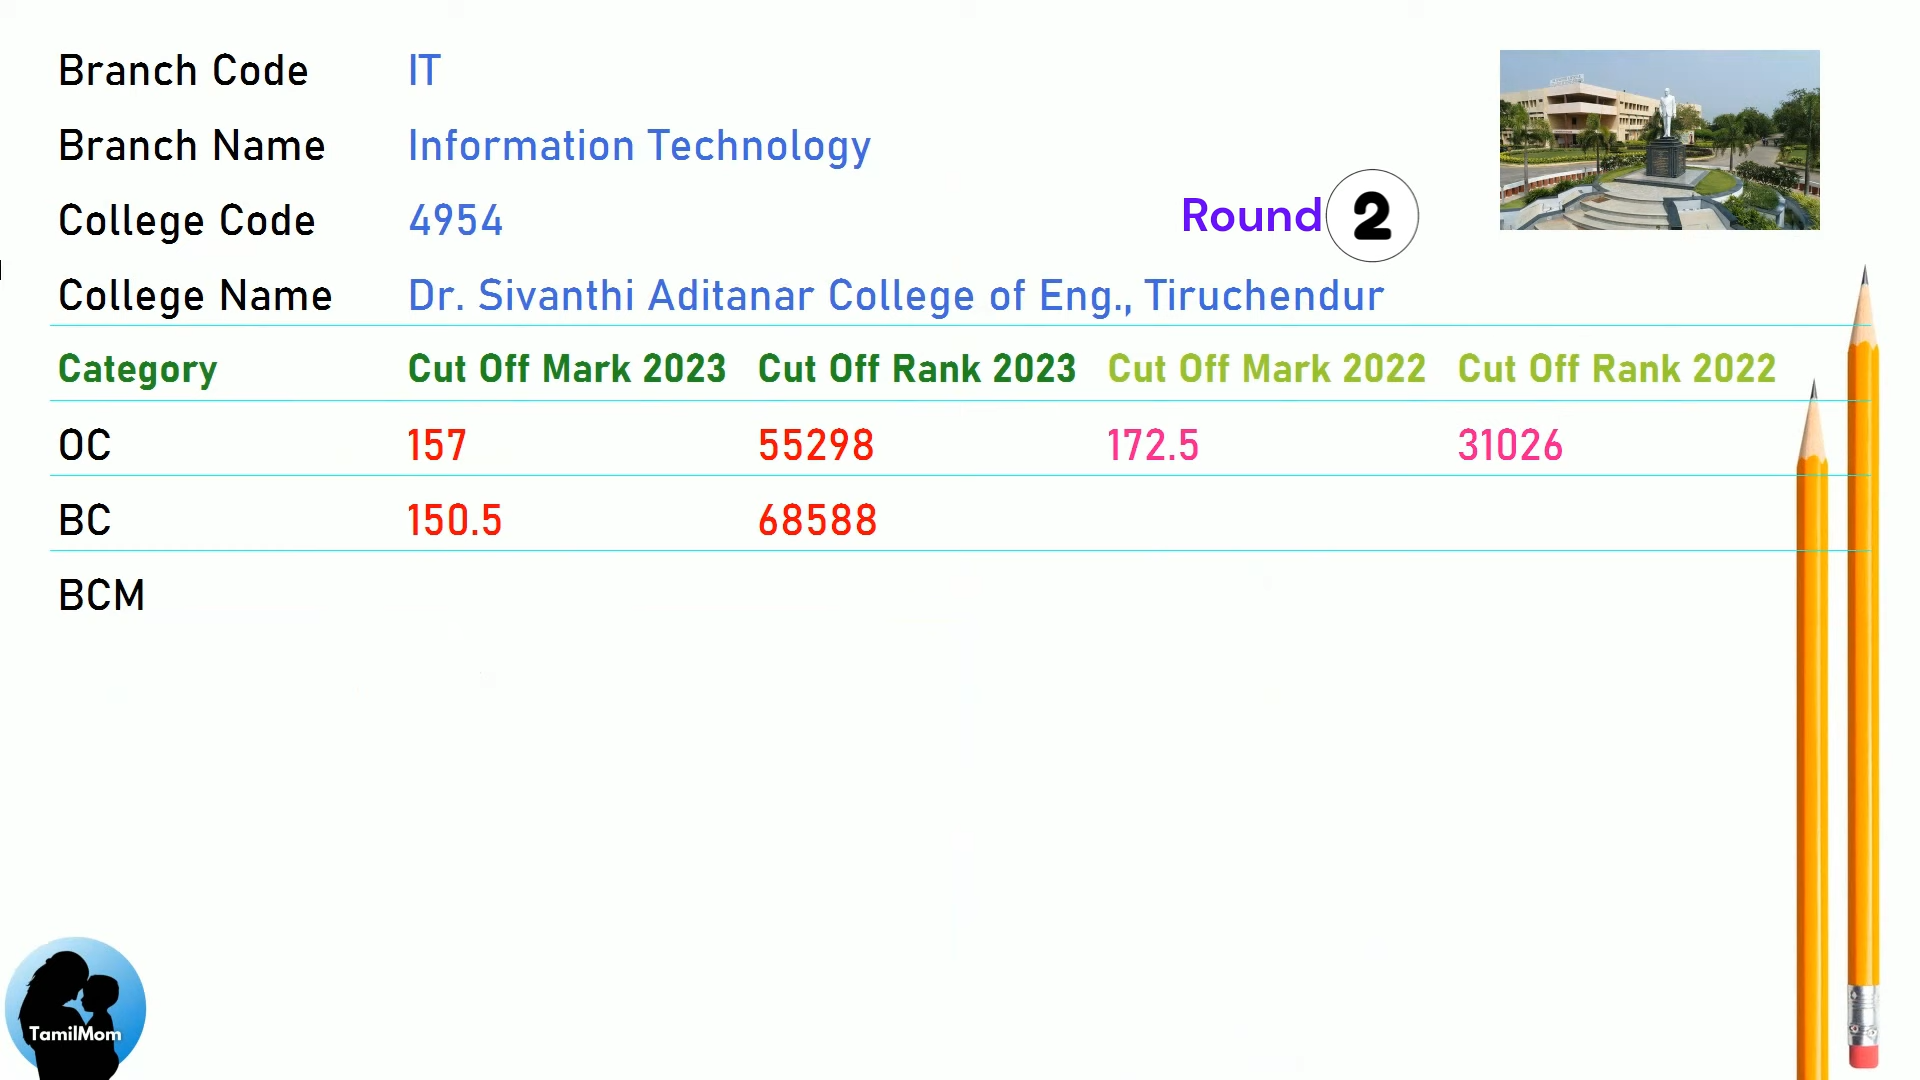 Branch Code IT
Branch Name Information Technology
College Code 4954
Round 2
College Name Dr. Sivanthi Aditanar College of Eng., Tiruchendur
Category Cut Off Mark 2023 Cut Off Rank 2023 Cut Off Mark 2022 Cut Off Rank 2022
OC 157 55298 172.5 31026
BC 150.5 68588
BCM
TamilMom